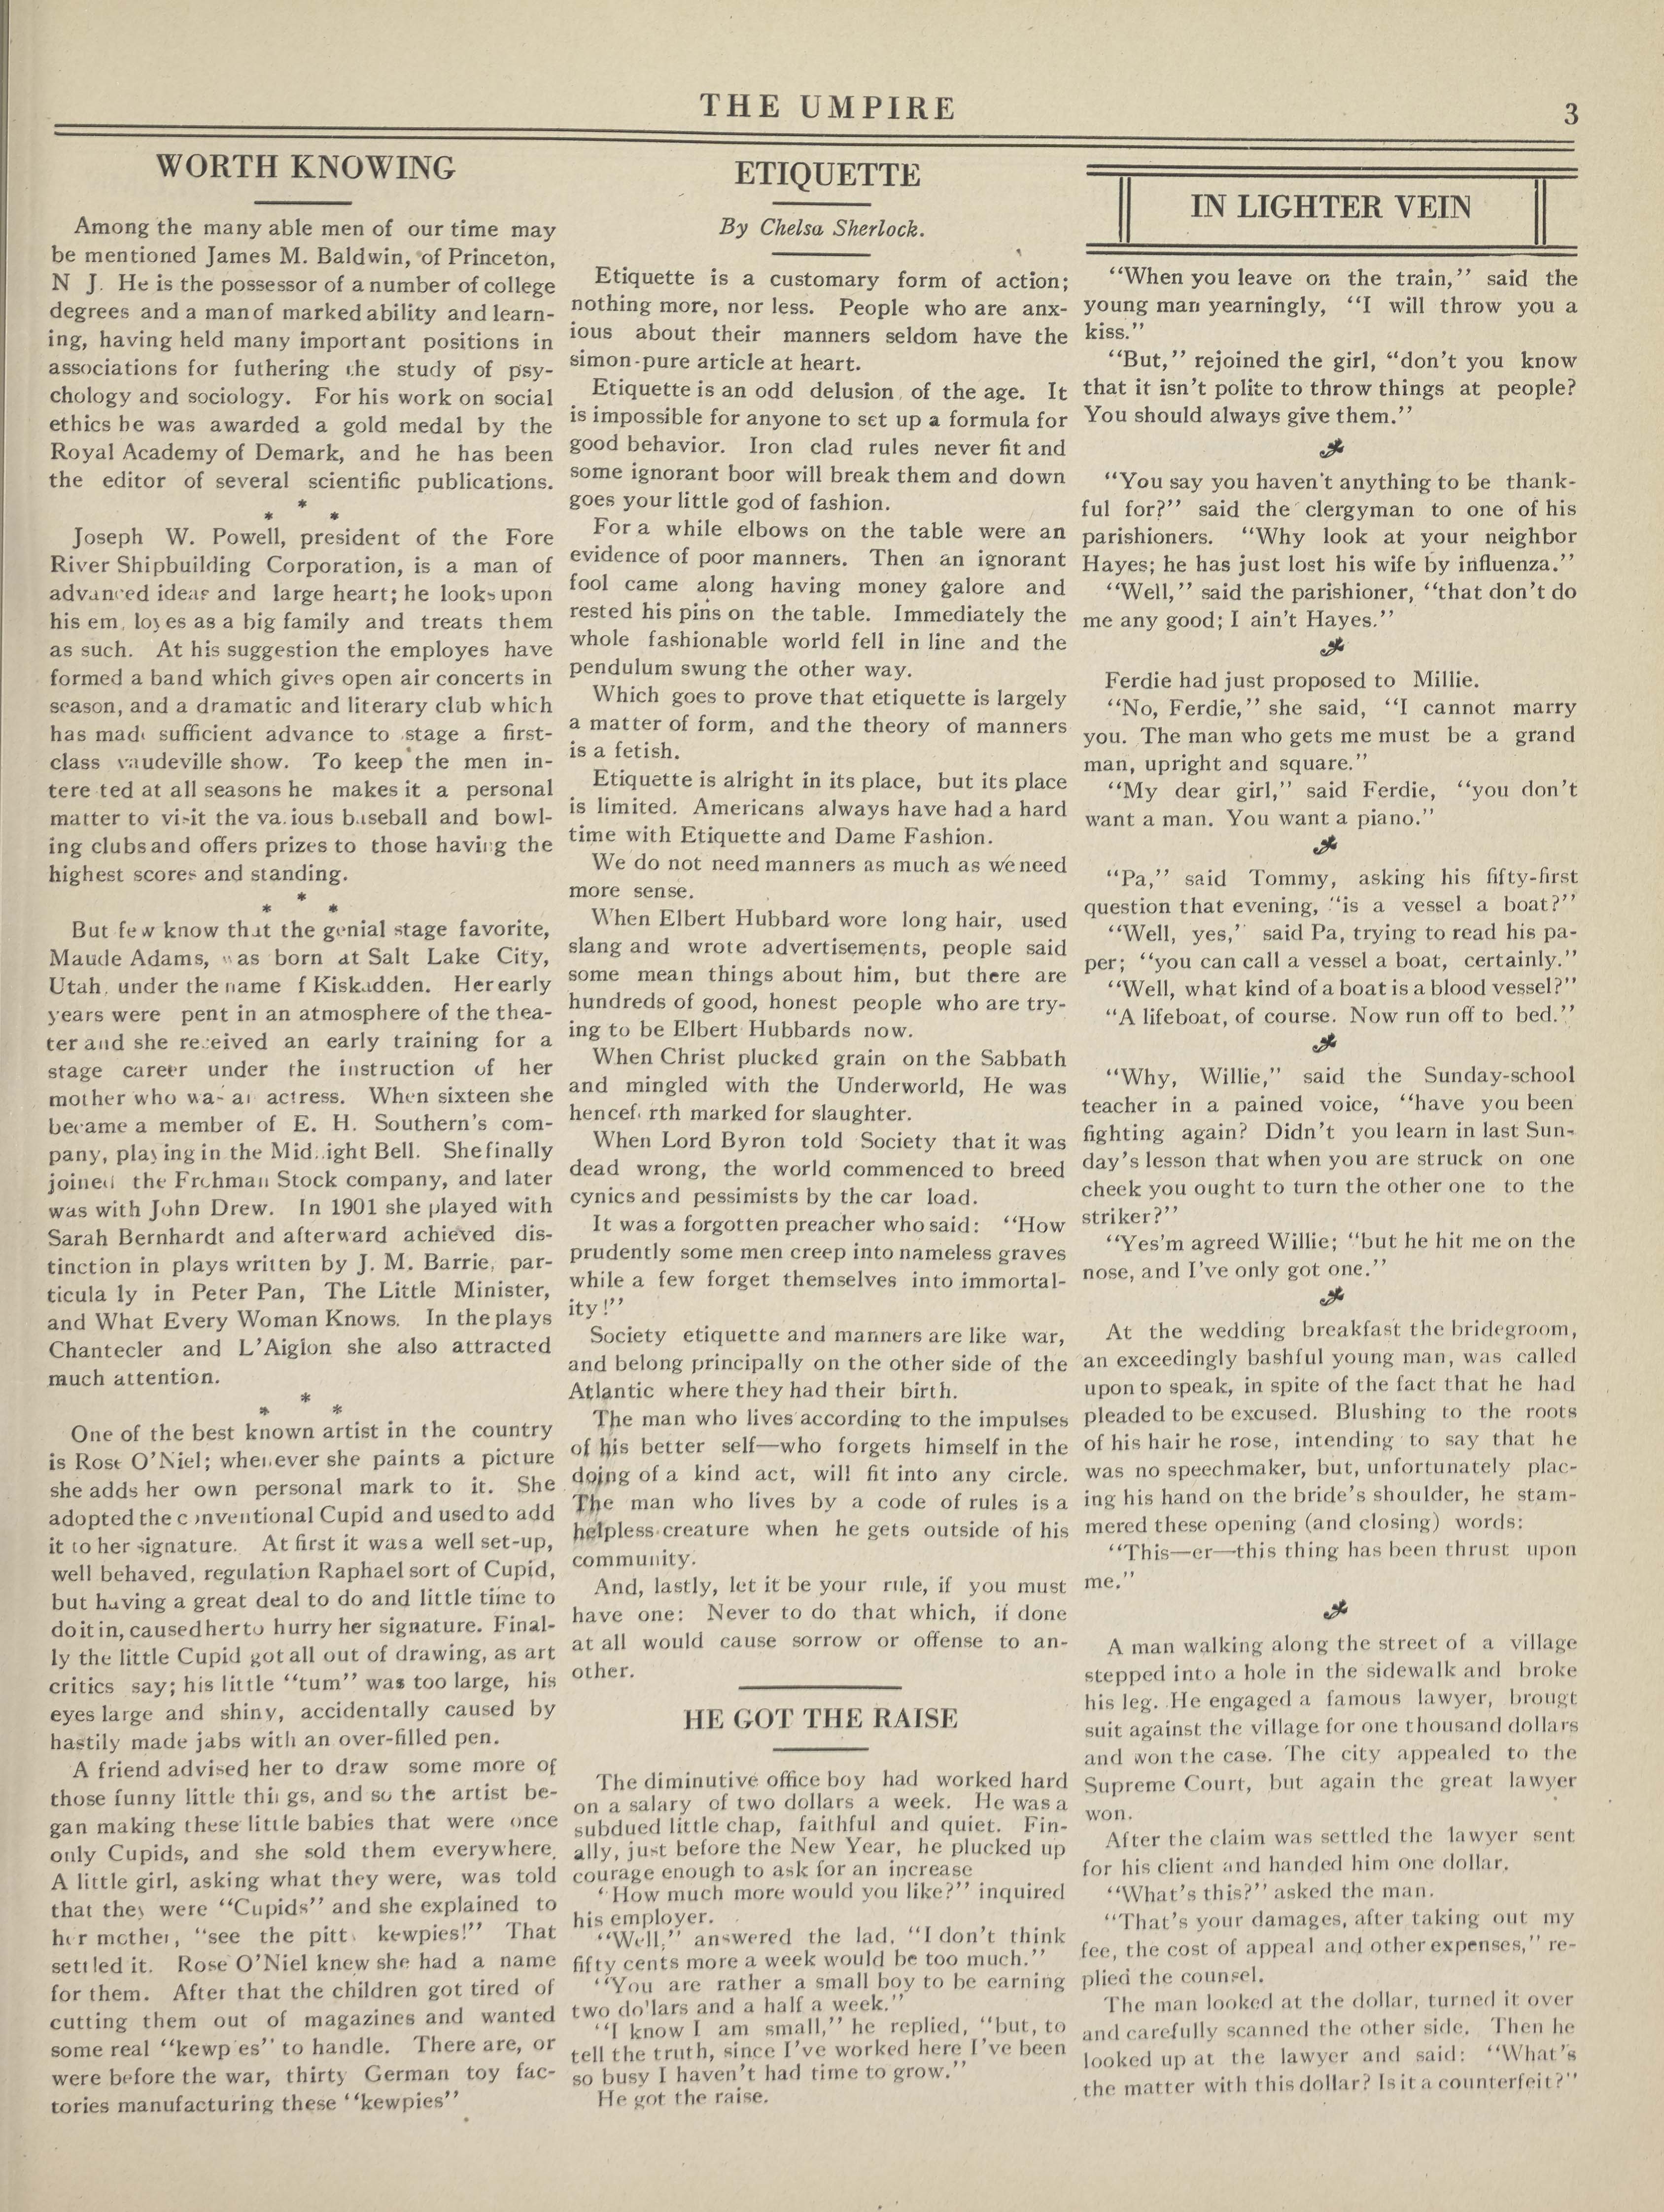 THE UMPIRE
3
WORTH KNOWING
Among the many able men of our time may
be mentioned James M. Baldwin, of Princeton,
N J. He is the possessor of a number of college
degrees and a man of marked ability and learn-
ing, having held many important positions in
associations for futhering the study of psy-
chology and sociology. For his work on social
ethics he was awarded a gold medal by the
Royal Academy of Demark, and he has been
the editor of several scientific publications.
* * *
Joseph W. Powell, president of the Fore
River Shipbuilding Corporation, is a man of
advanced ideas and large heart; he looks upon
his em loyes as a big family and treats them
as such. At his suggestion the employes have
formed a band which gives open air concerts in
season, and a dramatic and literary club which
has made sufficient advance to stage a first-
class vaudeville show. To keep the men in-
tere ted at all seasons he makes it a personal
matter to visit the va.ious baseball and bowl-
ing clubs and offers prizes to those having the
highest scores and standing.
* * *
But few know that the genial stage favorite,
Maude Adams, was born at Salt Lake City,
Utah, under the name f Kiskadden. Her early
years were pent in an atmosphere of the thea-
ter and she received an early training for a
stage career under the instruction of her
mother who was an actress. When sixteen she
became a member of E. H. Southern's com-
pany, playing in the Mid..ight Bell. She finally
joined the Frohman Stock company, and later
was with John Drew. In 1901 she played with
Sarah Bernhardt and afterward achieved dis-
tinction in plays written by J. M. Barrie, par-
ticula ly in Peter Pan, The Little Minister,
and What Every Woman Knows. In the plays
Chantecler and L'Aiglon she also attracted
much attention.
* * *
One of the best known artist in the country
is Rose O'Niel; whenever she paints a picture
she adds her own personal mark to it. She
adopted the conventional Cupid and used to add
it to her signature. At first it was a well set-up,
well behaved, regulation Raphael sort of Cupid,
but having a great deal to do and little time to
do it in, caused her to hurry her signature. Final-
ly the little Cupid got all out of drawing, as art
critics say; his little "tum" was too large, his
eyes large and shiny, accidentally caused by
hastily made jabs with an over-filled pen.
A friend advised her to draw some more of
those funny little things, and so the artist be-
gan making these little babies that were once
only Cupids, and she sold them everywhere.
A little girl, asking what they were, was told
that they were "Cupids" and she explained to
her mother, "see the pitty kewpies!" That
settled it. Rose O'Niel knew she had a name
for them. After that the children got tired of
cutting them out of magazines and wanted
some real "kewp es" to handle. There are, or
were before the war, thirty German toy fac-
tories manufacturing these "kewpies"
ETIQUETTE
By Chelsa Sherlock.
Etiquette is a customary form of action;
nothing more, nor less. People who are anx-
ious about their manners seldom have the
simon-pure article at heart.
Etiquette is an odd delusion of the age. It
is impossible for anyone to set up a formula for
good behavior. Iron clad rules never fit and
some ignorant boor will break them and down
goes your little god of fashion.
For a while elbows on the table were an
evidence of poor manners. Then an ignorant
fool came along having money galore and
rested his pins on the table. Immediately the
whole fashionable world fell in line and the
pendulum swung the other way.
Which goes to prove that etiquette is largely
a matter of form, and the theory of manners
is a fetish.
Etiquette is alright in its place, but its place
is limited. Americans always have had a hard
time with Etiquette and Dame Fashion.
We do not need manners as much as we need
more sense.
When Elbert Hubbard wore long hair, used
slang and wrote advertisements, people said
some mean things about him, but there are
hundreds of good, honest people who are try-
ing to be Elbert Hubbards now.
When Christ plucked grain on the Sabbath
and mingled with the Underworld, He was
hencef rth marked for slaughter.
When Lord Byron told Society that it was
dead wrong, the world commenced to breed
cynics and pessimists by the car load.
It was a forgotten preacher who said: "How
prudently some men creep into nameless graves
while a few forget themselves into immortal-
ity!"
Society etiquette and manners are like war,
and belong principally on the other side of the
Atlantic where they had their birth.
The man who lives according to the impulses
of his better self—who forgets himself in the
doing of a kind act, will fit into any circle.
The man who lives by a code of rules is a
helpless creature when he gets outside of his
community.
And, lastly, let it be your rule, if you must
have one: Never to do that which, if done
at all would cause sorrow or offense to an-
other.
HE GOT THE RAISE
The diminutive office boy had worked hard
on a salary of two dollars a week. He was a
subdued little chap, faithful and quiet. Fin-
ally, just before the New Year, he plucked up
courage enough to ask for an increase
"How much more would you like?" inquired
his employer.
"Well," answered the lad, "I don't think
fifty cents more a week would be too much."
"You are rather a small boy to be earning
two dollars and a half a week."
"I know I am small," he replied, "but, to
tell the truth, since I've worked here I've been
so busy I haven't had time to grow."
He got the raise.
IN LIGHTER VEIN
"When you leave on the train," said the
young man yearningly, "I will throw you a
kiss."
"But," rejoined the girl, "don't you know
that it isn't polite to throw things at people?
You should always give them."
"You say you haven't anything to be thank-
ful for?" said the clergyman to one of his
parishioners. "Why look at your neighbor
Hayes; he has just lost his wife by influenza."
"Well," said the parishioner, "that don't do
me any good; I ain't Hayes."
Ferdie had just proposed to Millie.
"No, Ferdie," she said, "I cannot marry
you. The man who gets me must be a grand
man, upright and square."
"My dear girl," said Ferdie, "you don't
want a man. You want a piano."
"Pa," said Tommy, asking his fifty-first
question that evening, "is a vessel a boat?"
"Well, yes,' said Pa, trying to read his pa-
per; "you can call a vessel a boat, certainly."
"Well, what kind of a boat is a blood vessel?"
"A lifeboat, of course. Now run off to bed."
"Why, Willie," said the Sunday-school
teacher in a pained voice, "have you been
fighting again? Didn't you learn in last Sun-
day's lesson that when you are struck on one
cheek you ought to turn the other one to the
striker?"
"Yes'm agreed Willie; "but he hit me on the
nose, and I've only got one."
At the wedding breakfast the bridegroom,
an exceedingly bashful young man, was called
upon to speak, in spite of the fact that he had
pleaded to be excused. Blushing to the roots
of his hair he rose, intending to say that he
was no speechmaker, but, unfortunately plac-
ing his hand on the bride's shoulder, he stam-
mered these opening (and closing) words:
"This—er—this thing has been thrust upon
me."
A man walking along the street of a village
stepped into a hole in the sidewalk and broke
his leg. He engaged a famous lawyer, brougt
suit against the village for one thousand dollars
and won the case. The city appealed to the
Supreme Court, but again the great lawyer
won.
After the claim was settled the lawyer sent
for his client and handed him one dollar.
"What's this?" asked the man.
"That's your damages, after taking out my
fee, the cost of appeal and other expenses," re-
plied the counsel.
The man looked at the dollar, turned it over
and carefully scanned the other side. Then he
looked up at the lawyer and said: "What's
the matter with this dollar? Is it a counterfeit?"